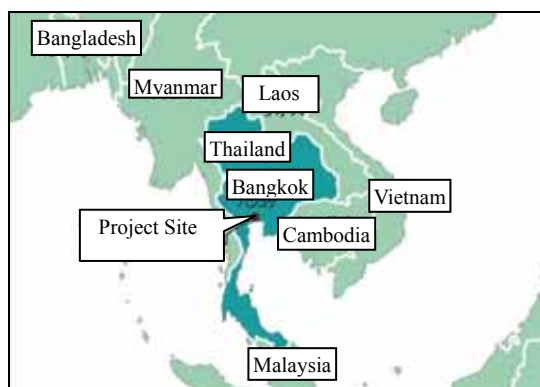 Bangladesh
Myanmar
Laos
Thailand
Bangkok
Vietnam
Project Site
Cambodia
Malaysia